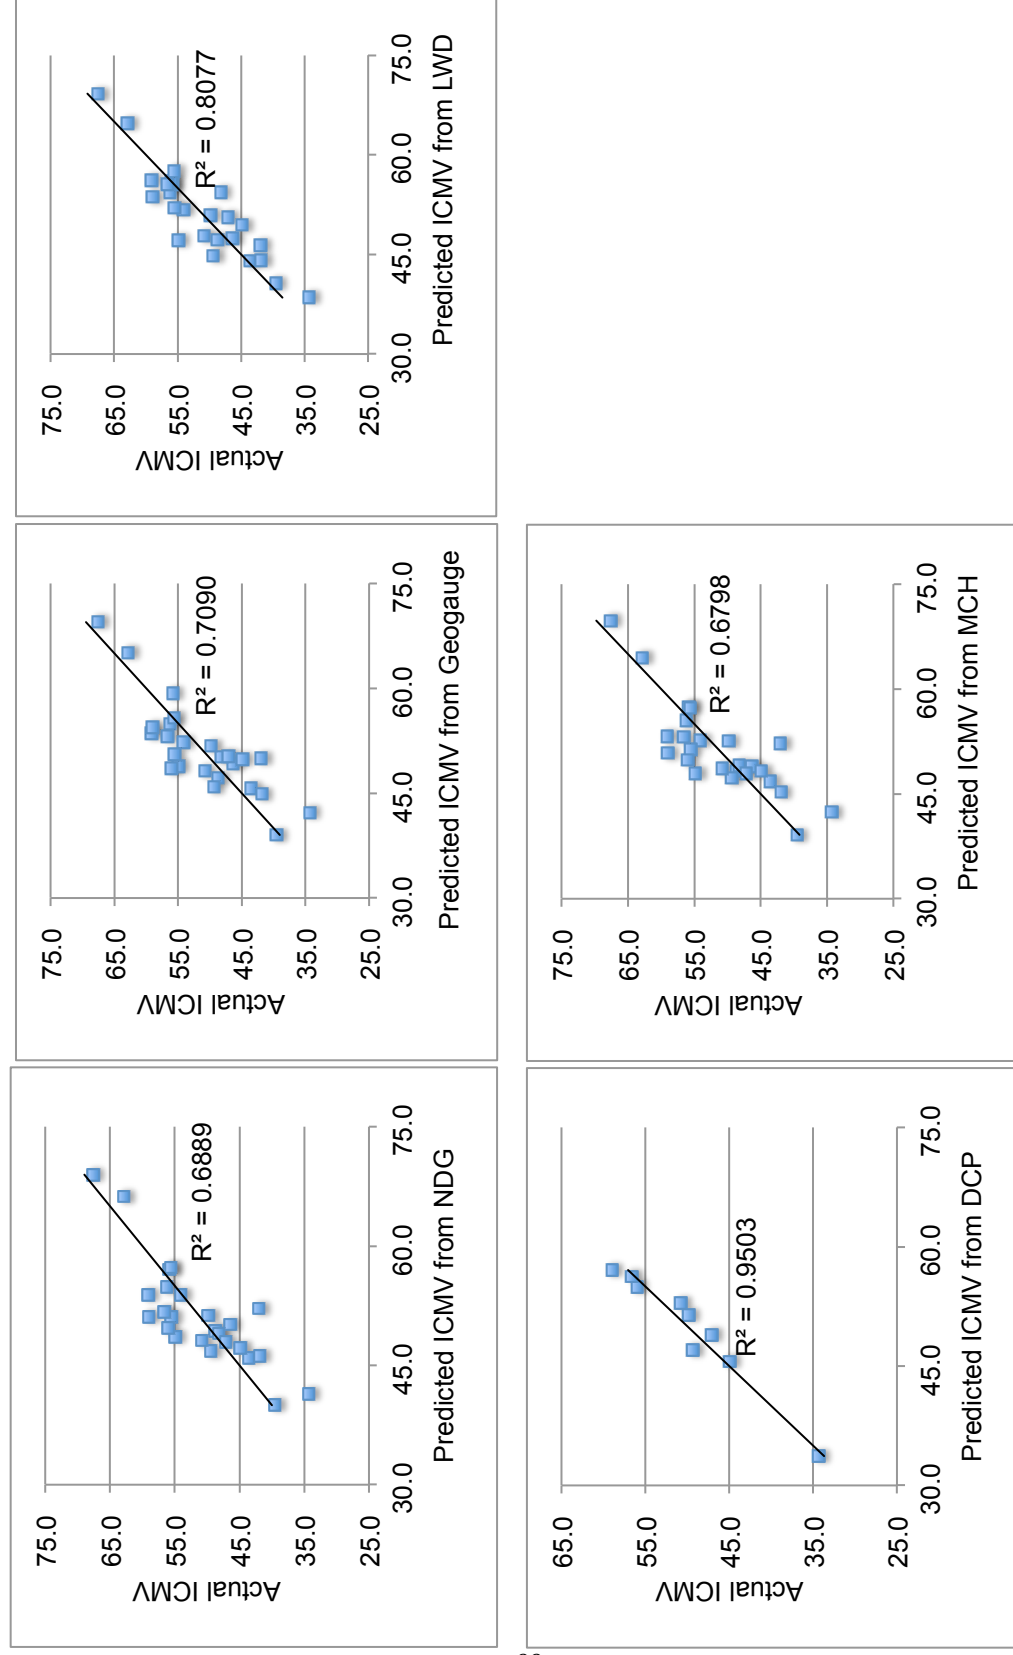 75.0
65.0
55.0
45.0
35.0
25.0
Actual ICMV
R² = 0.6889
30.0 45.0 60.0 75.0
Predicted ICMV from NDG
75.0
65.0
55.0
45.0
35.0
25.0
Actual ICMV
R² = 0.7090
30.0 45.0 60.0 75.0
Predicted ICMV from Geogauge
75.0
65.0
55.0
45.0
35.0
25.0
Actual ICMV
R² = 0.8077
30.0 45.0 60.0 75.0
Predicted ICMV from LWD
65.0
55.0
45.0
35.0
25.0
Actual ICMV
R² = 0.9503
30.0 45.0 60.0 75.0
Predicted ICMV from DCP
75.0
65.0
55.0
45.0
35.0
25.0
Actual ICMV
R² = 0.6798
30.0 45.0 60.0 75.0
Predicted ICMV from MCH